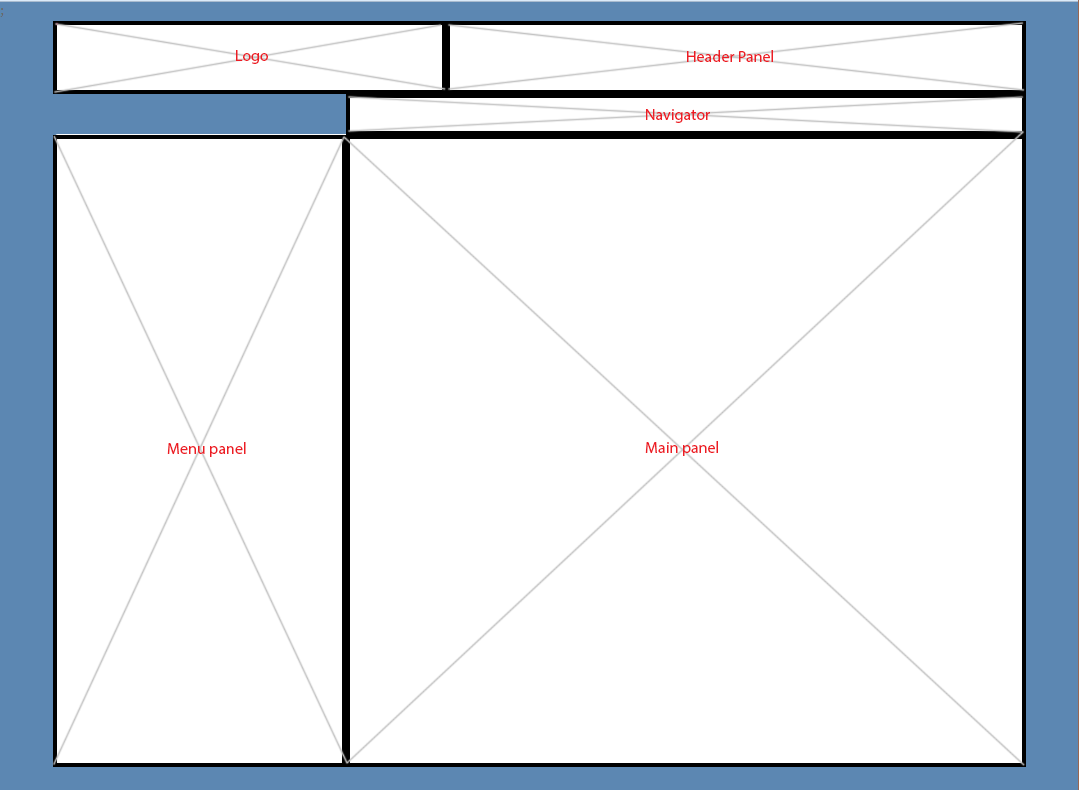 ;
Logo
Header Panel
Navigator
Menu panel
Main panel